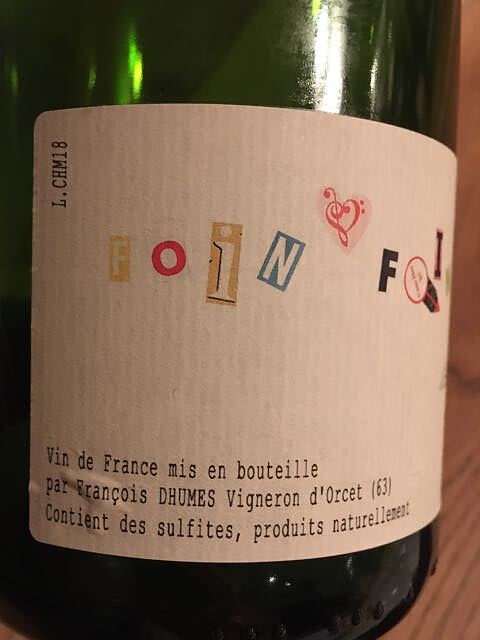 L.CHM18
FOiN FOIN
Vin de France mis en bouteille
par François DHUMES Vigneron d'Orcet (63)
Contient des sulfites, produits naturellement